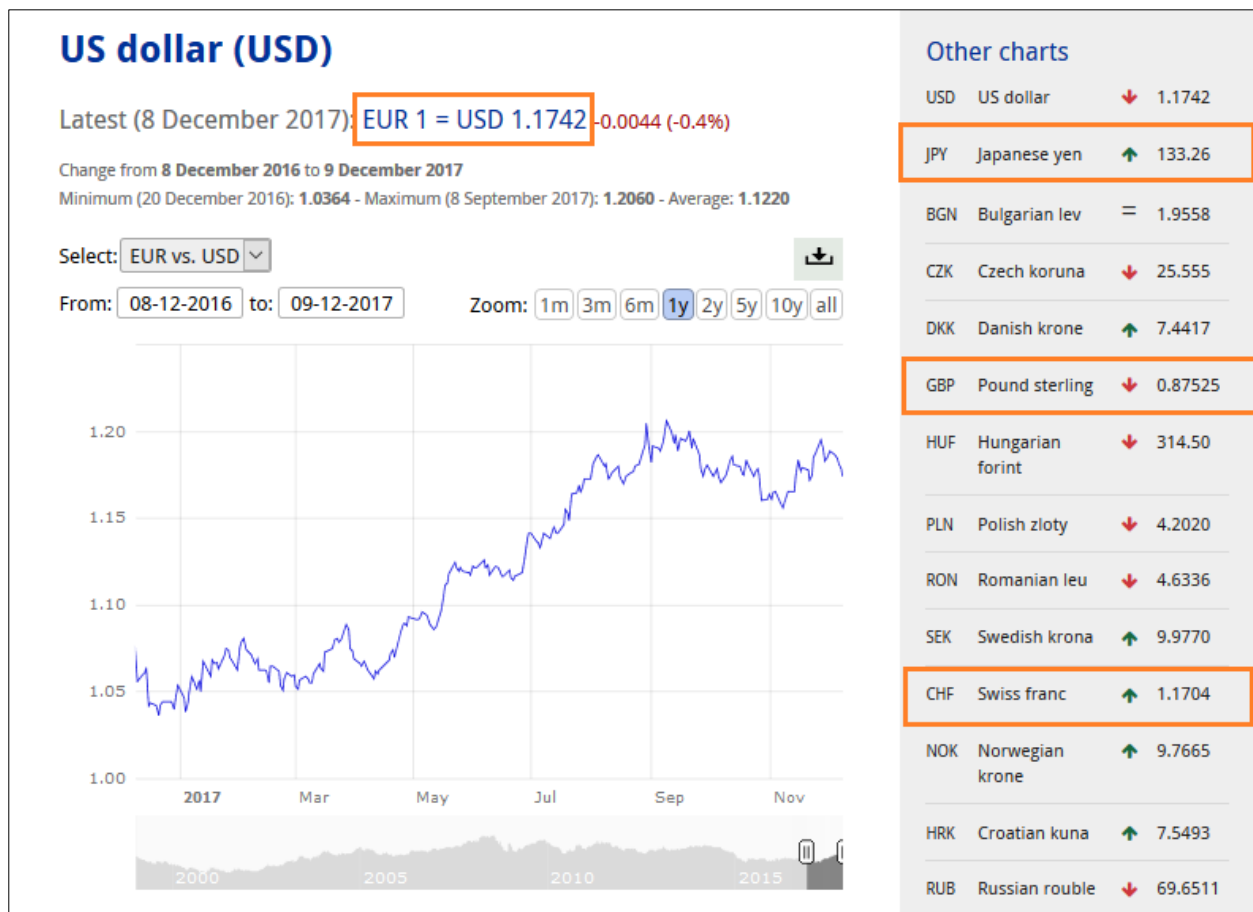 US dollar (USD)
Latest (8 December 2017): EUR 1 = USD 1.1742 -0.0044 (-0.4%)
Change from 8 December 2016 to 9 December 2017
Minimum (20 December 2016): 1.0364 - Maximum (8 September 2017): 1.2060 - Average: 1.1220
Select: EUR vs. USD
From: 08-12-2016 to: 09-12-2017 Zoom: 1m 3m 6m 1y 2y 5y 10y all
1.20
1.15
1.10
1.05
1.00
2017 Mar May Jul Sep Nov
2000 2005 2010 2015
Other charts
USD US dollar 1.1742
JPY Japanese yen 133.26
BGN Bulgarian lev = 1.9558
CZK Czech koruna 25.555
DKK Danish krone 7.4417
GBP Pound sterling 0.87525
HUF Hungarian 314.50
forint
PLN Polish zloty 4.2020
RON Romanian leu 4.6336
SEK Swedish krona 9.9770
CHF Swiss franc 1.1704
NOK Norwegian 9.7665
krone
HRK Croatian kuna 7.5493
RUB Russian rouble 69.6511